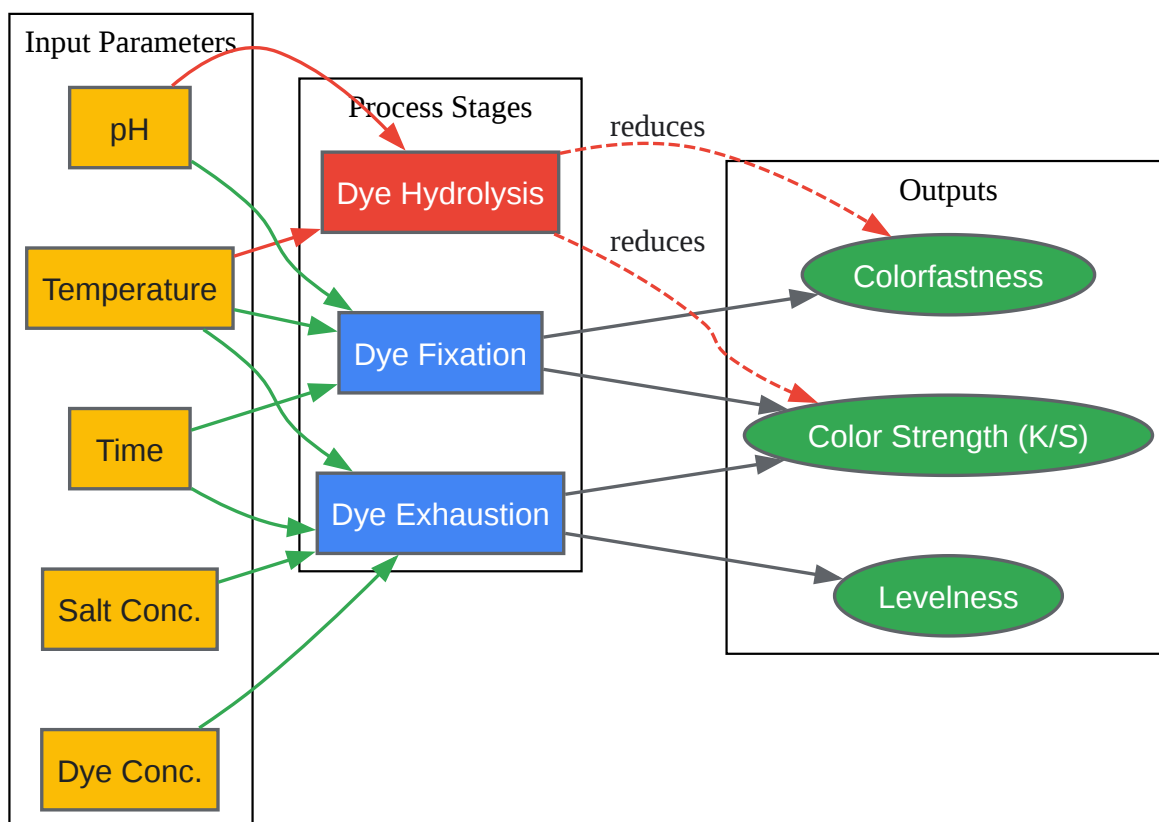 Input Parameters
pH
Temperature
Time
Salt Conc.
Dye Conc.
Process Stages
Dye Hydrolysis
Dye Fixation
Dye Exhaustion
reduces
reduces
Outputs
Colorfastness
Color Strength (K/S)
Levelness